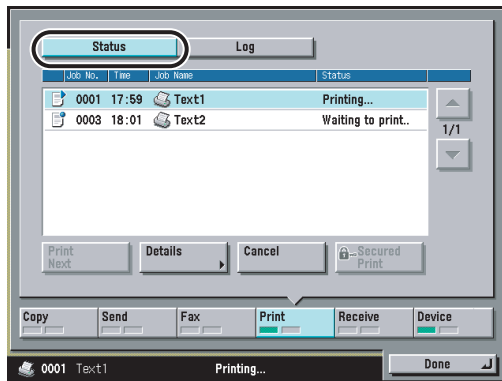 Status Log
Job No. Time Job Name Status
0001 17:59 Text1 Printing...
0003 18:01 Text2 Waiting to print..
1/1
Print Next Details Cancel Secured Print
Copy Send Fax Print Receive Device
0001 Text1 Printing... Done